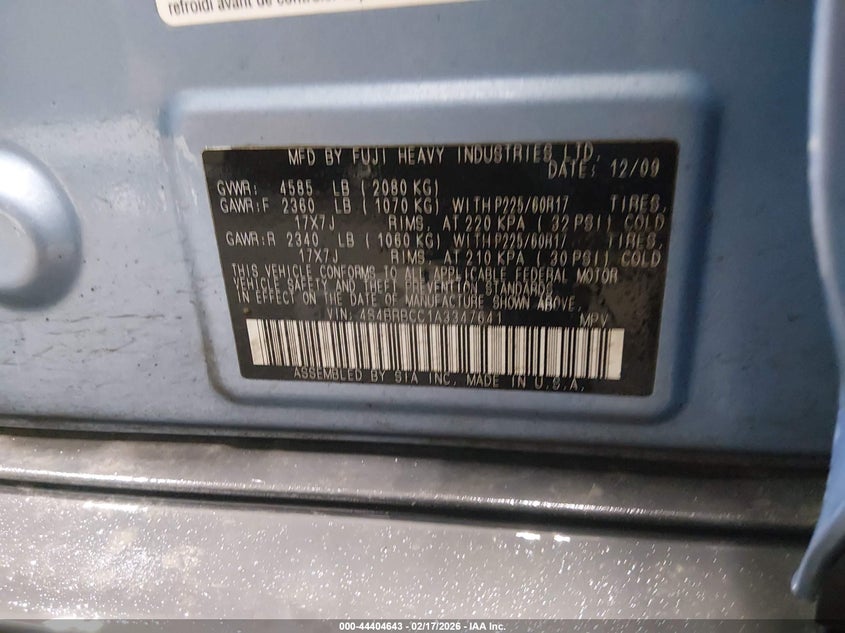 refroidi avant de
MFD BY FUJI HEAVY INDUSTRIES LTD.
DATE: 12/09
GVWR: 4585 LB ( 2080 KG)
GAWR:F 2360 LB ( 1070 KG) WITH P225/60R17 TIRES,
17X7J RIMS, AT 220 KPA ( 32 PSI) COLD
GAWR:R 2340 LB ( 1060 KG) WITH P225/60R17 TIRES,
17X7J RIMS, AT 210 KPA ( 30 PSI) COLD
THIS VEHICLE CONFORMS TO ALL APPLICABLE FEDERAL MOTOR
VEHICLE SAFETY AND THEFT PREVENTION STANDARDS
IN EFFECT ON THE DATE OF MANUFACTURE SHOWN ABOVE.
VIN: 4S4BRBCC1A3347641 MPV
ASSEMBLED BY SIA INC. MADE IN U.S.A.
000-44404643 - 02/17/2026 - IAA Inc.